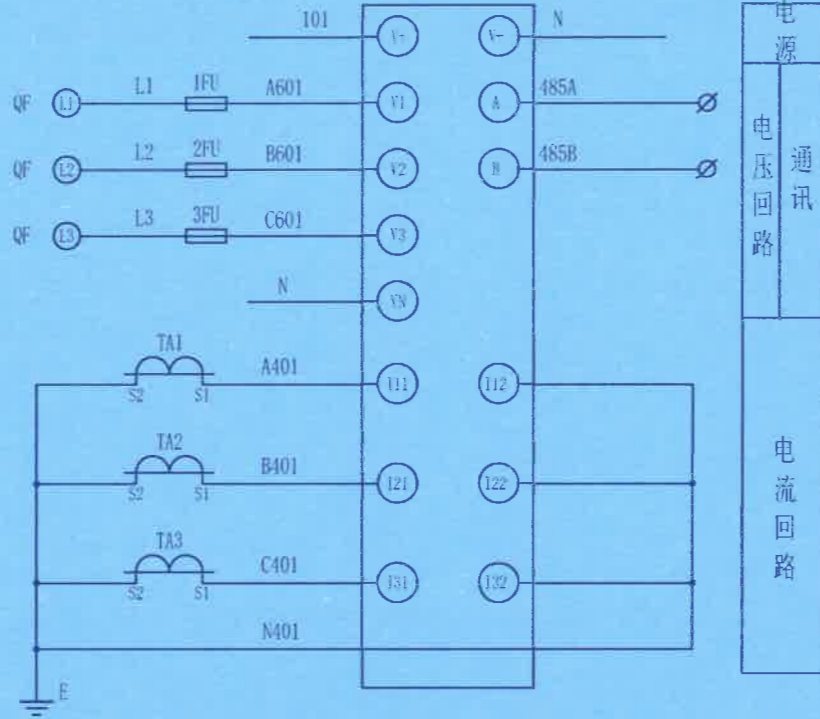 101 V+ V- N
QF L1 L1 1FU A601 V1 A 485A
QF L2 L2 2FU B601 V2 B 485B
QF L3 L3 3FU C601 V3
N VN
TA1
S2 S1 A401 I11 I12
TA2
S2 S1 B401 I21 I22
TA3
S2 S1 C401 I31 I32
N401
E
电源
电压回路
通讯
电流回路